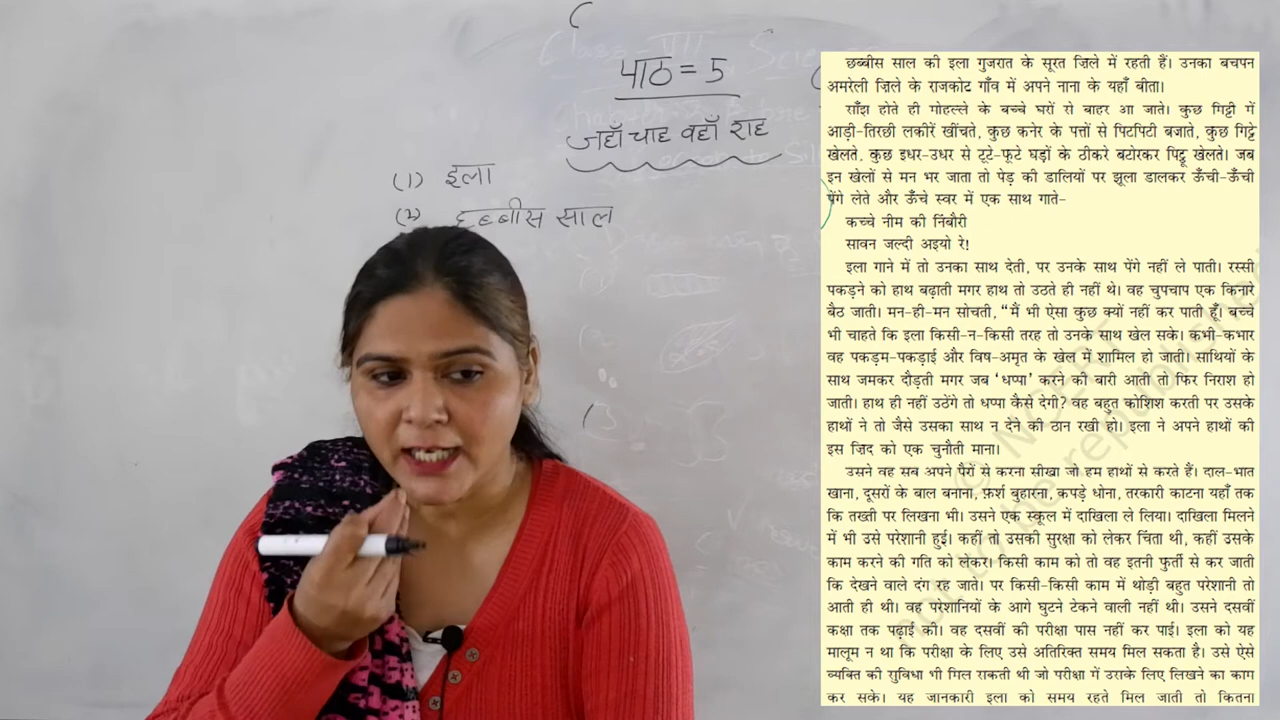 पाठ = 5
जहाँ चाह वहाँ राह
(1) इला
(2) छब्बीस साल
छब्बीस साल की इला गुजरात के सूरत ज़िले में रहती हैं। उनका बचपन
अमरेली ज़िले के राजकोट गाँव में अपने नाना के यहाँ बीता।
साँझ होते ही मोहल्ले के बच्चे घरों से बाहर आ जाते। कुछ मिट्टी में
आड़ी-तिरछी लकीरें खींचते, कुछ कनेर के पत्तों से पिटपिटी बजाते, कुछ गिट्टे
खेलते, कुछ इधर-उधर से टूटे-फूटे घड़ों के ठीकरे बटोरकर पिट्ठू खेलते। जब
इन खेलों से मन भर जाता तो पेड़ की डालियों पर झूला डालकर ऊँची-ऊँची
पेंगे लेते और ऊँचे स्वर में एक साथ गाते-
कच्चे नीम की निंबौरी
सावन जल्दी अइयो रे!
इला गाने में तो उनका साथ देती, पर उनके साथ पेंगे नहीं ले पाती। रस्सी
पकड़ने को हाथ बढ़ाती मगर हाथ तो उठते ही नहीं थे। वह चुपचाप एक किनारे
बैठ जाती। मन-ही-मन सोचती, “मैं भी ऐसा कुछ क्यों नहीं कर पाती हूँ। बच्चे
भी चाहते कि इला किसी-न-किसी तरह तो उनके साथ खेल सके। कभी-कभार
वह पकड़म-पकड़ाई और विष-अमृत के खेल में शामिल हो जाती। साथियों के
साथ जमकर दौड़ती मगर जब ‘धप्पा’ करने की बारी आती तो फिर निराश हो
जाती। हाथ ही नहीं उठेंगे तो धप्पा कैसे देगी? वह बहुत कोशिश करती पर उसके
हाथों ने तो जैसे उसका साथ न देने की ठान रखी हो। इला ने अपने हाथों की
इस ज़िद को एक चुनौती माना।
उसने वह सब अपने पैरों से करना सीखा जो हम हाथों से करते हैं। दाल-भात
खाना, दूसरों के बाल बनाना, फ़र्श बुहारना, कपड़े धोना, तरकारी काटना यहाँ तक
कि तख्ती पर लिखना भी। उसने एक स्कूल में दाखिला ले लिया। दाखिला मिलने
में भी उसे परेशानी हुई। कहीं तो उसकी सुरक्षा को लेकर चिंता थी, कहीं उसके
काम करने की गति को लेकर। किसी काम को तो वह इतनी फुर्ती से कर जाती
कि देखने वाले दंग रह जाते। पर किसी-किसी काम में थोड़ी बहुत परेशानी तो
आती ही थी। वह परेशानियों के आगे घुटने टेकने वाली नहीं थी। उसने दसवीं
कक्षा तक पढ़ाई की। वह दसवीं की परीक्षा पास नहीं कर पाई। इला को यह
मालूम न था कि परीक्षा के लिए उसे अतिरिक्त समय मिल सकता है। उसे ऐसे
व्यक्ति की सुविधा भी मिल सकती थी जो परीक्षा में उसके लिए लिखने का काम
कर सके। यह जानकारी इला को समय रहते मिल जाती तो कितना
© NCERT
not to be republished